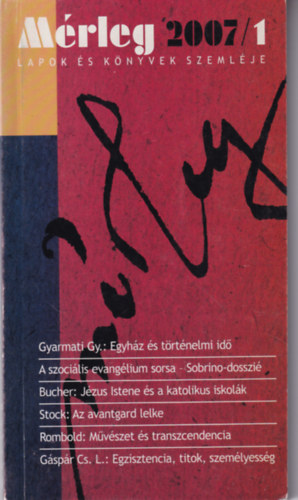 Mérleg 2007/1
LAPOK ÉS KÖNYVEK SZEMLÉJE
Gyarmati Gy.: Egyház és történelmi idő
A szociális evangélium sorsa - Sobrino-dosszié
Bucher: Jézus Istene és a katolikus iskolák
Stock: Az avantgard lelke
Rombold: Művészet és transzcendencia
Gáspár Cs. L.: Egzisztencia, titok, személyesség